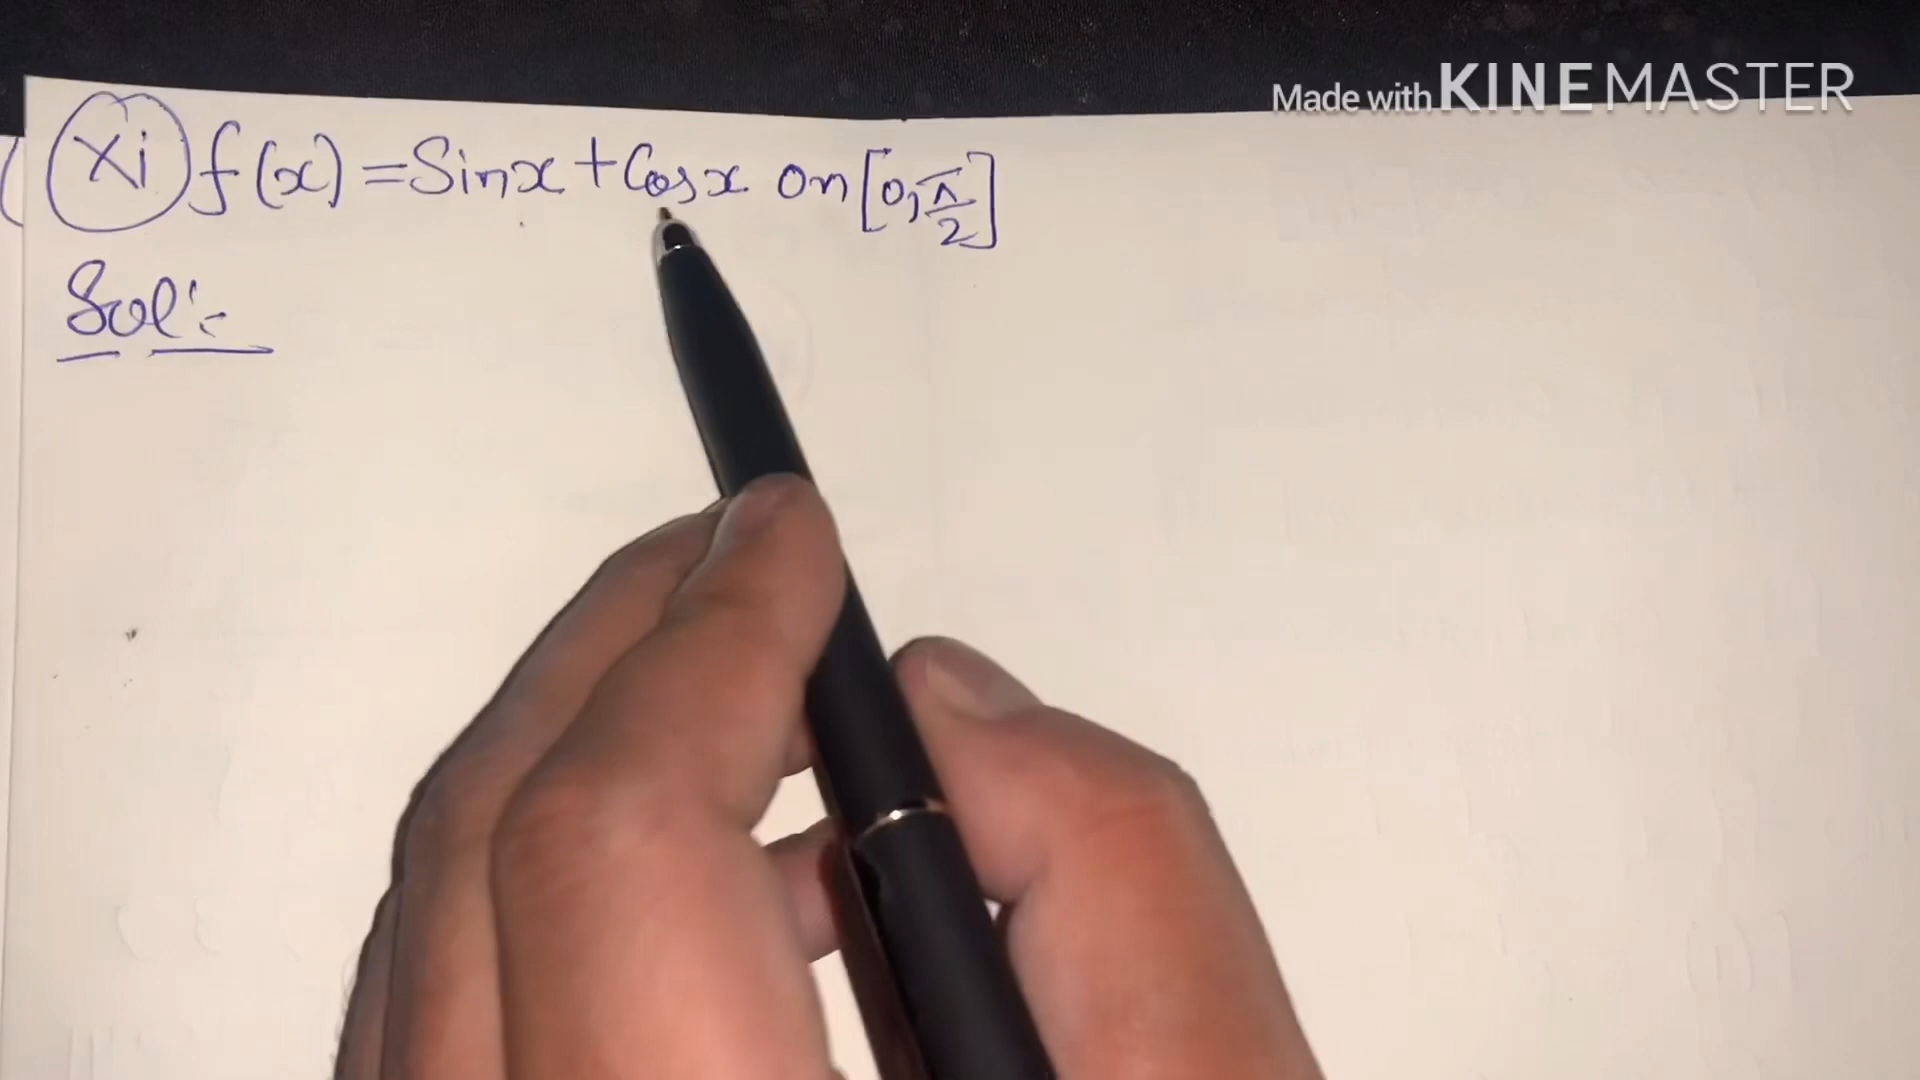 Made with KINEMASTER
(xi) f(x) = Sinx + Cosx on [0, π/2]
Sol:-